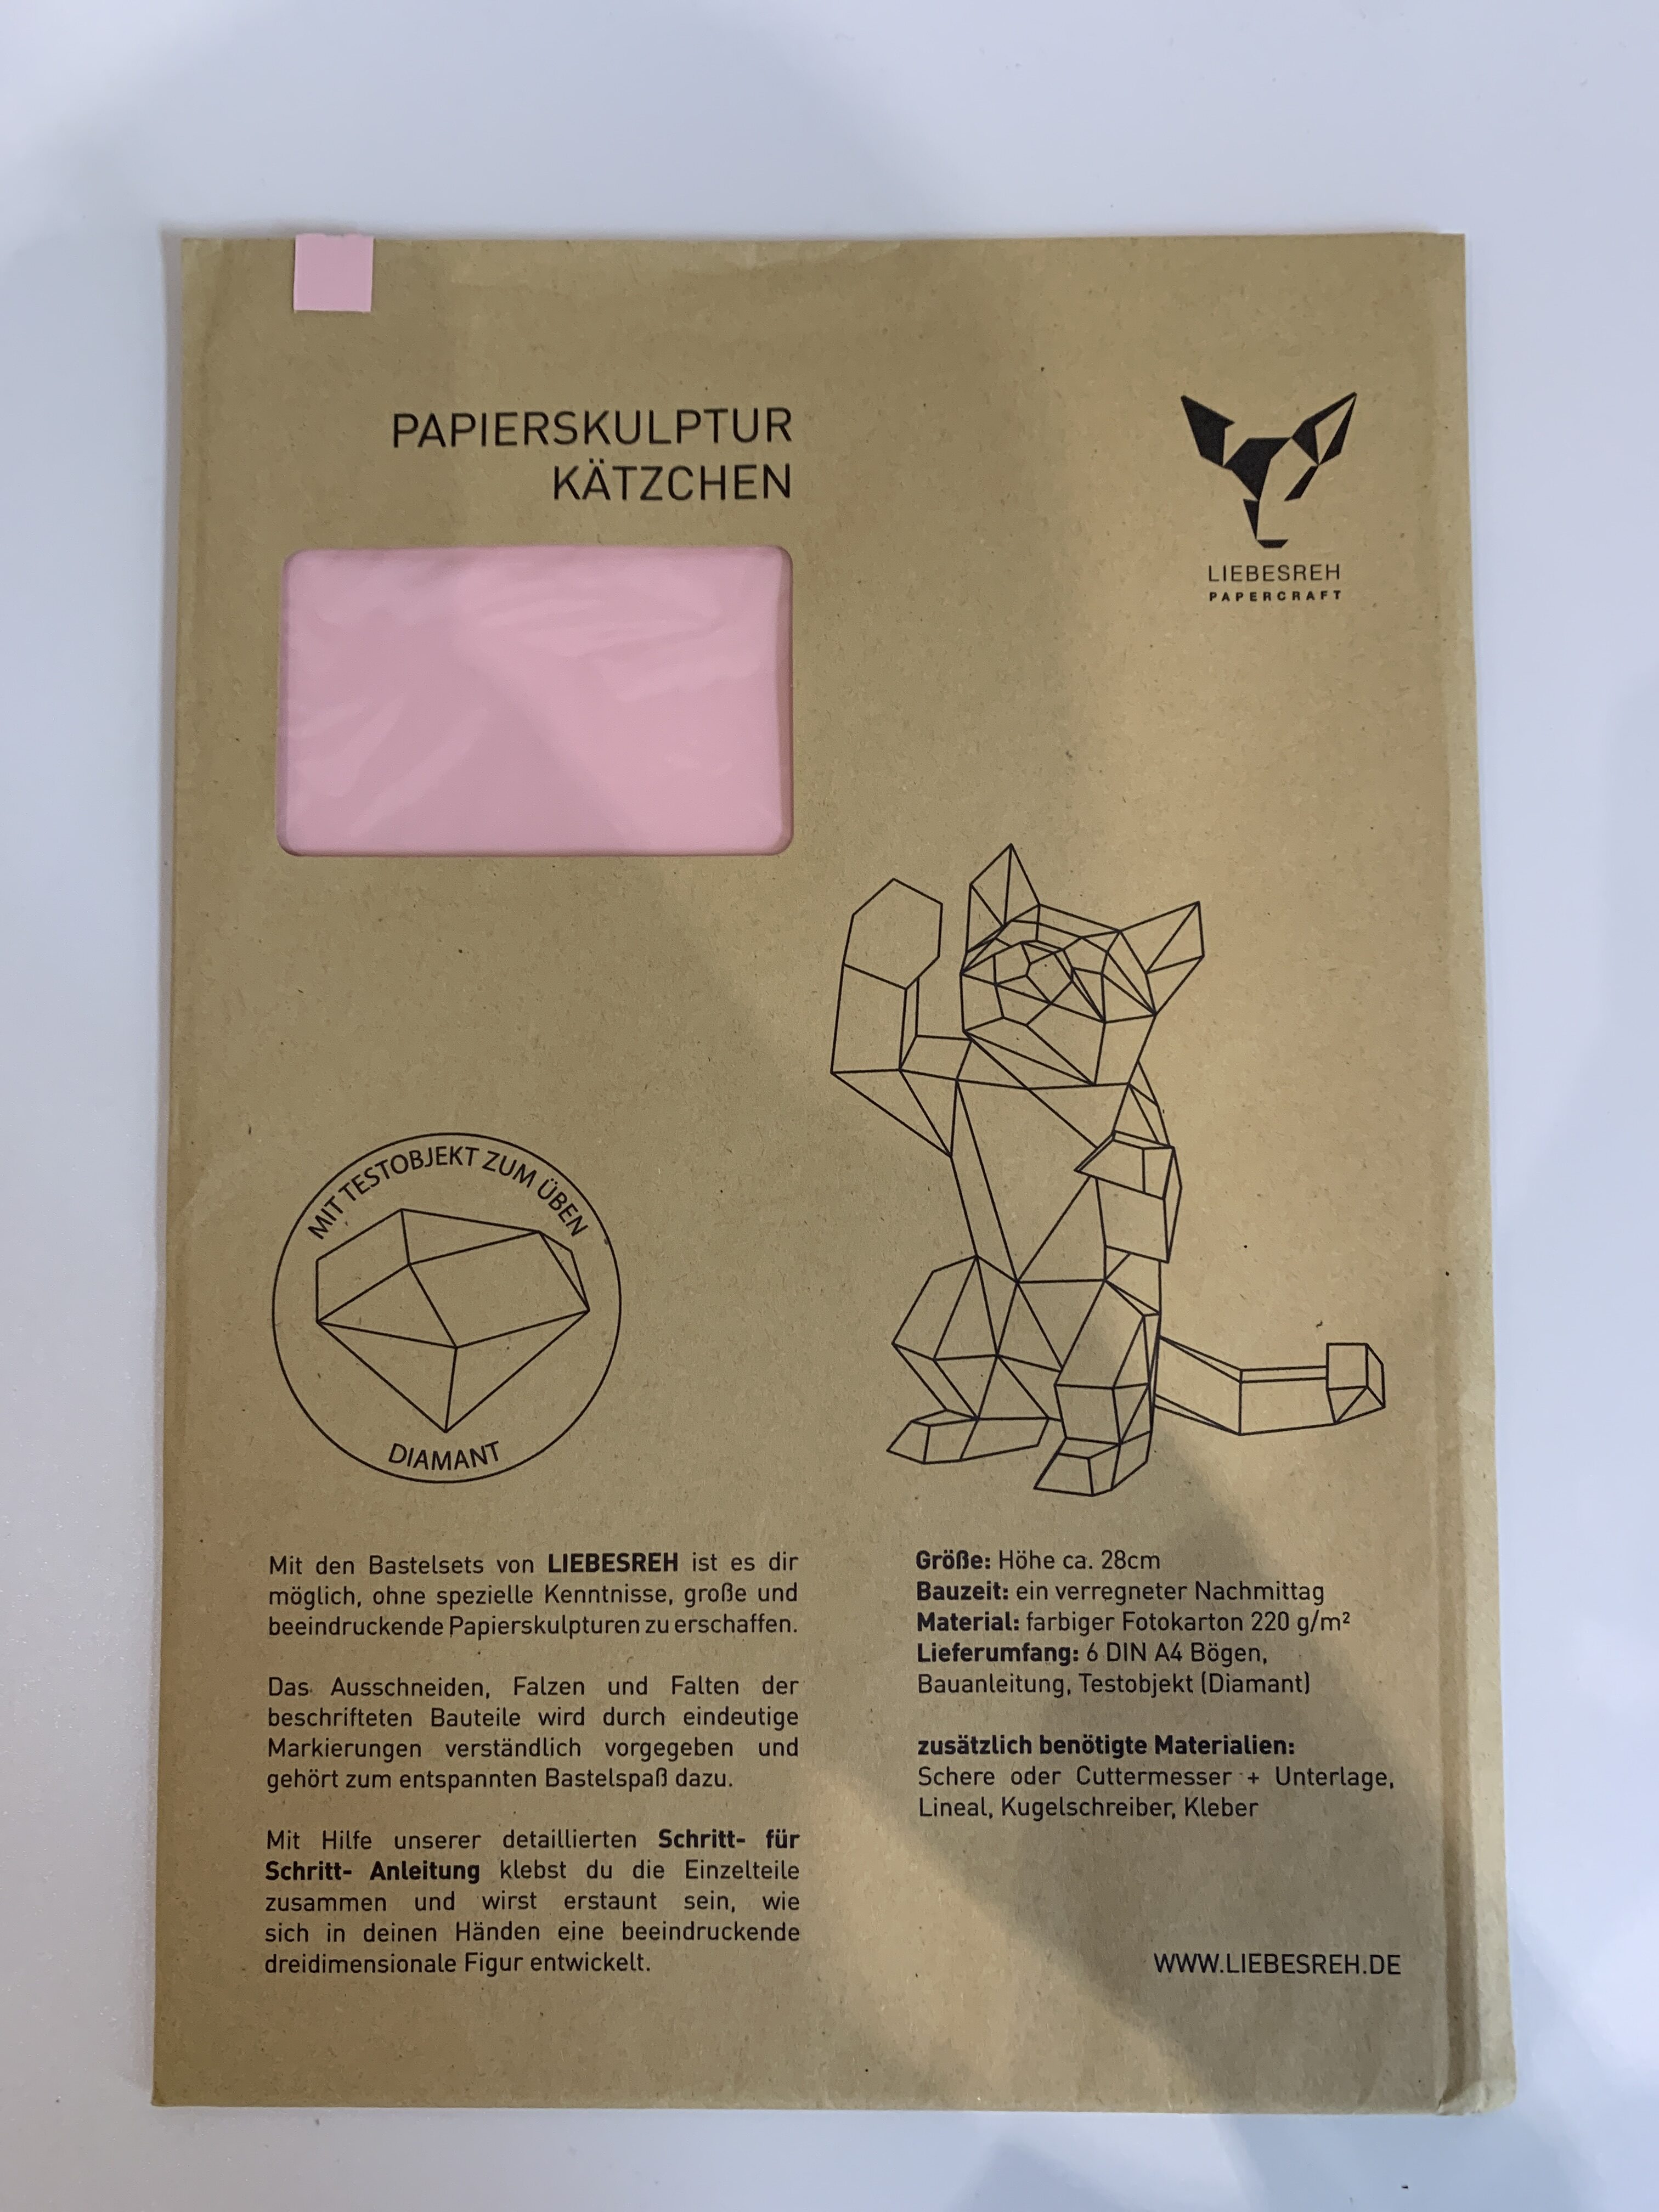 PAPIERSKULPTUR
KÄTZCHEN
LIEBESREH
PAPERCRAFT
MIT TESTOBJEKT ZUM ÜBEN
DIAMANT
Mit den Bastelsets von LIEBESREH ist es dir
möglich, ohne spezielle Kenntnisse, große und
beeindruckende Papierskulpturen zu erschaffen.
Das Ausschneiden, Falzen und Falten der
beschrifteten Bauteile wird durch eindeutige
Markierungen verständlich vorgegeben und
gehört zum entspannten Bastelspaß dazu.
Mit Hilfe unserer detaillierten Schritt- für
Schritt- Anleitung klebst du die Einzelteile
zusammen und wirst erstaunt sein, wie
sich in deinen Händen eine beeindruckende
dreidimensionale Figur entwickelt.
Größe: Höhe ca. 28cm
Bauzeit: ein verregneter Nachmittag
Material: farbiger Fotokarton 220 g/m²
Lieferumfang: 6 DIN A4 Bögen,
Bauanleitung, Testobjekt (Diamant)
zusätzlich benötigte Materialien:
Schere oder Cuttermesser + Unterlage,
Lineal, Kugelschreiber, Kleber
WWW.LIEBESREH.DE